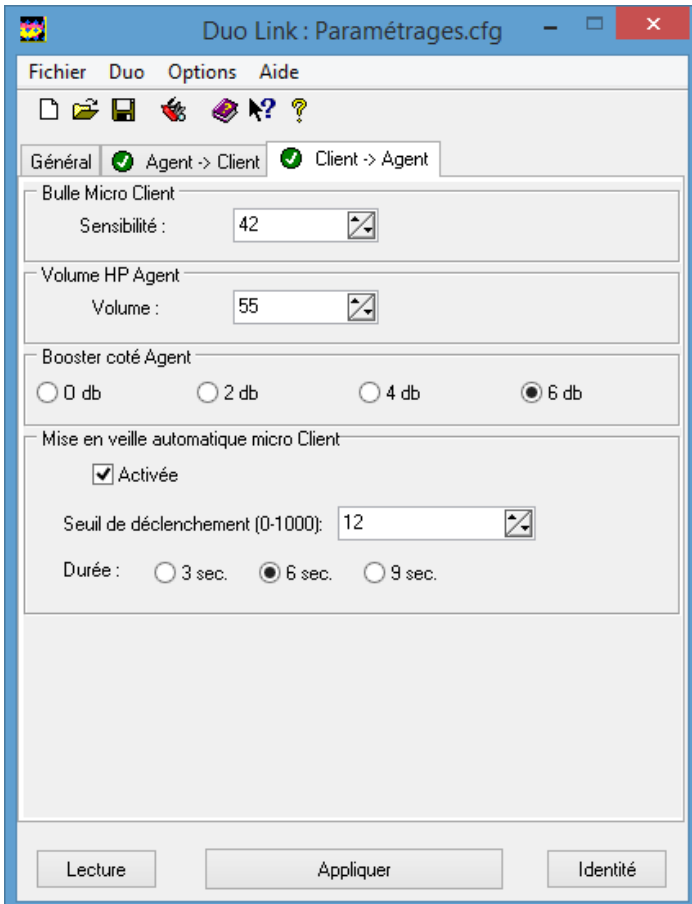 Duo Link : Paramétrages.cfg
Fichier Duo Options Aide
Général Agent -> Client Client -> Agent
Bulle Micro Client
Sensibilité : 42
Volume HP Agent
Volume : 55
Booster coté Agent
0 db 2 db 4 db 6 db
Mise en veille automatique micro Client
Activée
Seuil de déclenchement (0-1000): 12
Durée : 3 sec. 6 sec. 9 sec.
Lecture Appliquer Identité